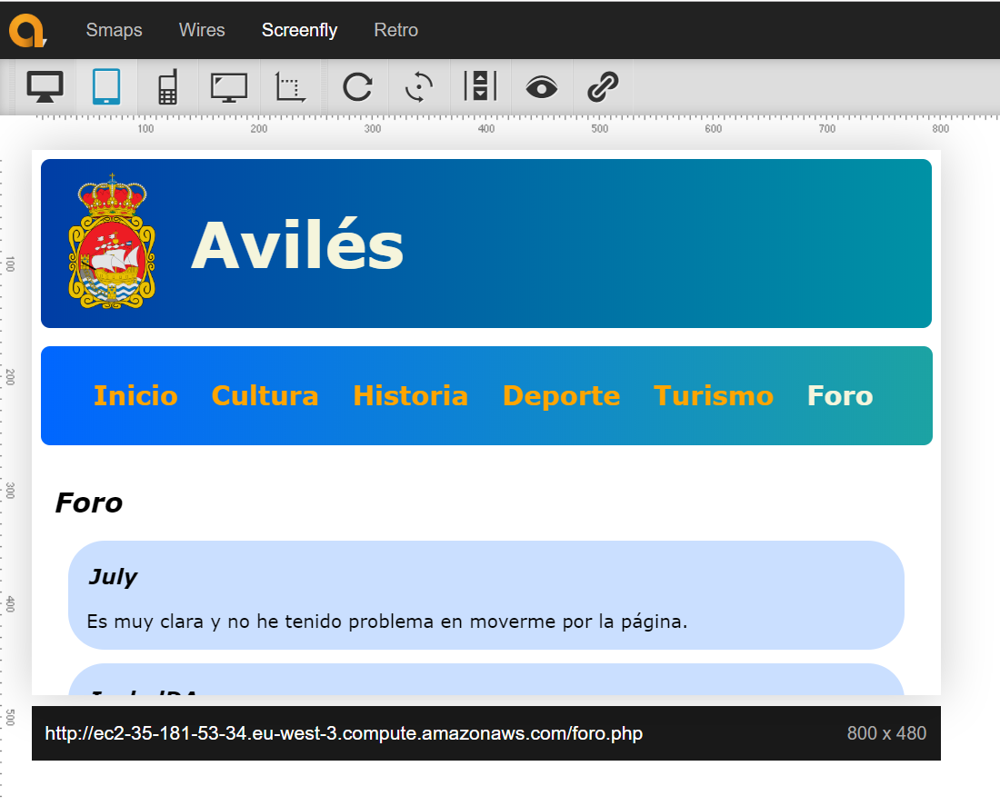 Smaps Wires Screenfly Retro
100 200 300 400 500 600 700 800
Avilés
100
Inicio Cultura Historia Deporte Turismo Foro
200
300
Foro
July
400
Es muy clara y no he tenido problema en moverme por la página.
500
http://ec2-35-181-53-34.eu-west-3.compute.amazonaws.com/foro.php 800 x 480